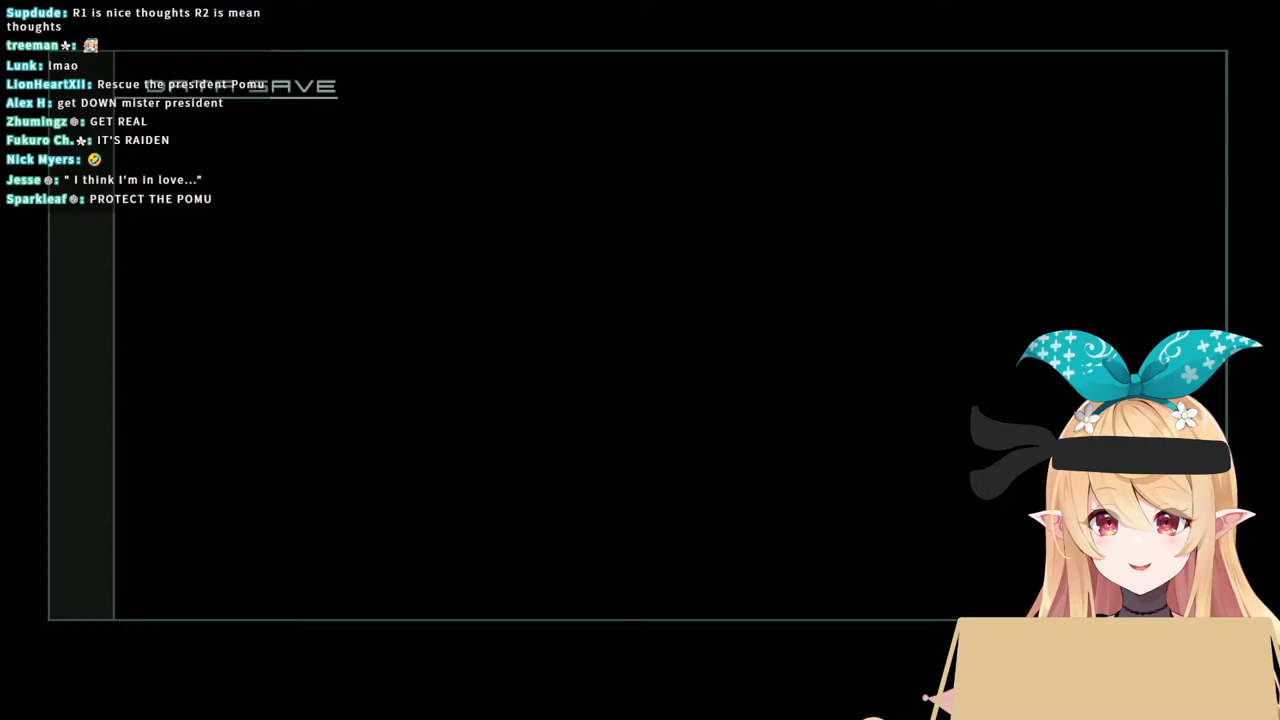 Supdude: R1 is nice thoughts R2 is mean
thoughts
treeman:
Lunk: lmao
LionHeartXII: Rescue the president Pomu
DATA SAVE
Alex H: get DOWN mister president
Zhumingz: GET REAL
Fukuro Ch.: IT'S RAIDEN
Nick Myers: 🤣
Jesse: " I think I'm in love..."
Sparkleaf: PROTECT THE POMU